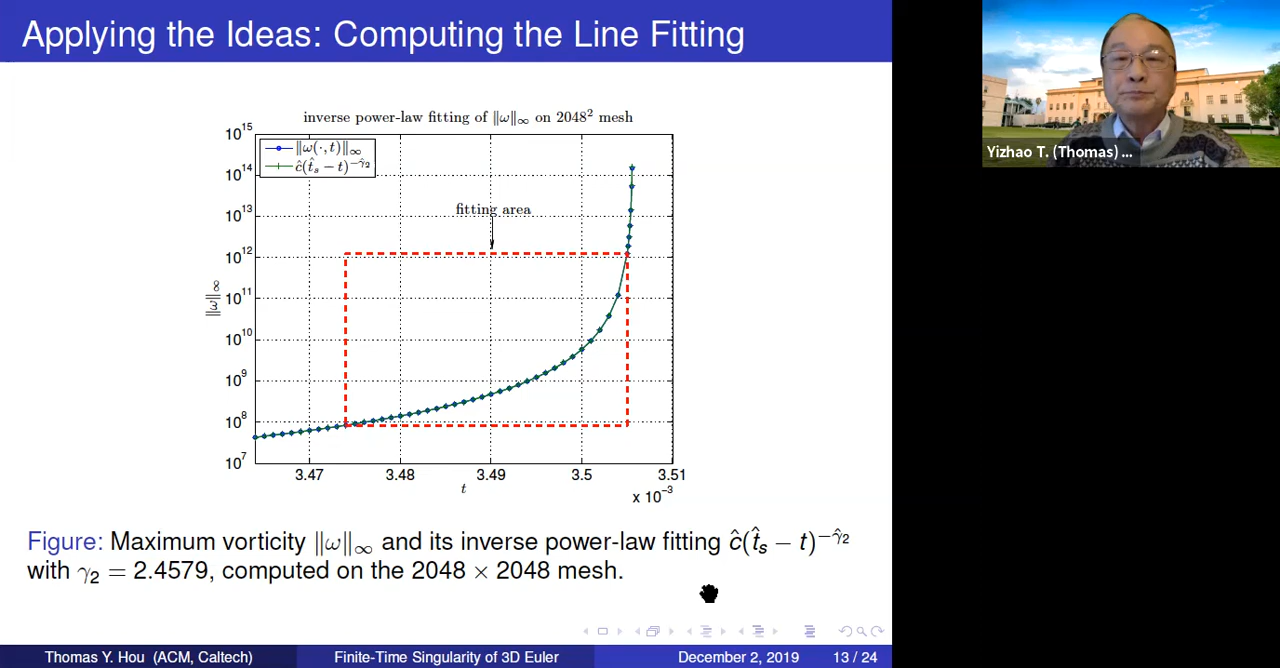 Applying the Ideas: Computing the Line Fitting
inverse power-law fitting of ‖ω‖∞ on 2048² mesh
‖ω(·, t)‖∞
ĉ(t̂ₛ − t)^−γ̂₂
fitting area
10¹⁵
10¹⁴
10¹³
10¹²
10¹¹
10¹⁰
10⁹
10⁸
10⁷
‖ω‖∞
3.47 3.48 3.49 3.5 3.51
t
x 10⁻³
Figure: Maximum vorticity ‖ω‖∞ and its inverse power-law fitting ĉ(t̂ₛ − t)^−γ̂₂
with γ₂ = 2.4579, computed on the 2048 × 2048 mesh.
Thomas Y. Hou (ACM, Caltech) Finite-Time Singularity of 3D Euler December 2, 2019 13 / 24
Yizhao T. (Thomas) ...